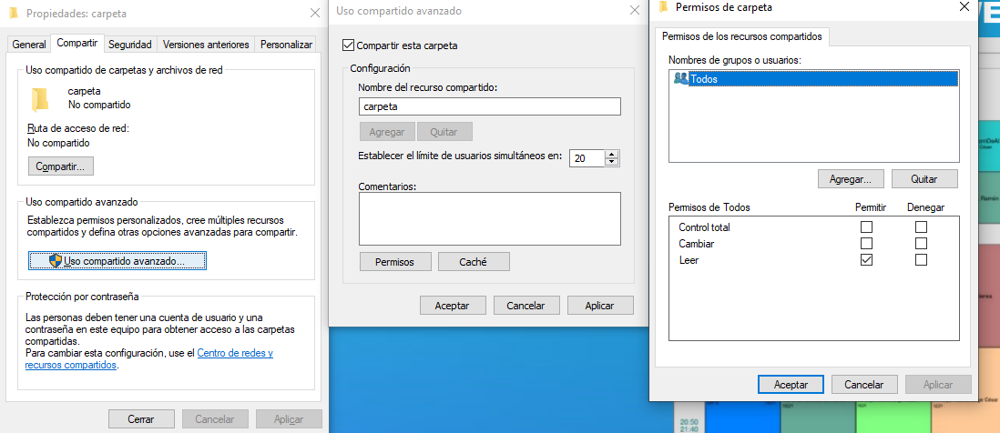 Propiedades: carpeta
General
Compartir
Seguridad
Versiones anteriores
Personalizar
Uso compartido de carpetas y archivos de red
carpeta
No compartido
Ruta de acceso de red:
No compartido
Compartir...
Uso compartido avanzado
Establezca permisos personalizados, cree múltiples recursos
compartidos y defina otras opciones avanzadas para compartir.
Uso compartido avanzado...
Protección por contraseña
Las personas deben tener una cuenta de usuario y una
contraseña en este equipo para obtener acceso a las carpetas
compartidas.
Para cambiar esta configuración, use el Centro de redes y
recursos compartidos.
Cerrar
Cancelar
Aplicar
Uso compartido avanzado
Compartir esta carpeta
Configuración
Nombre del recurso compartido:
carpeta
Agregar
Quitar
Establecer el límite de usuarios simultáneos en:
20
Comentarios:
Permisos
Caché
Aceptar
Cancelar
Aplicar
Permisos de carpeta
Permisos de los recursos compartidos
Nombres de grupos o usuarios:
Todos
Agregar...
Quitar
Permisos de Todos
Permitir
Denegar
Control total
Cambiar
Leer
Aceptar
Cancelar
Aplicar
20:50
21:40